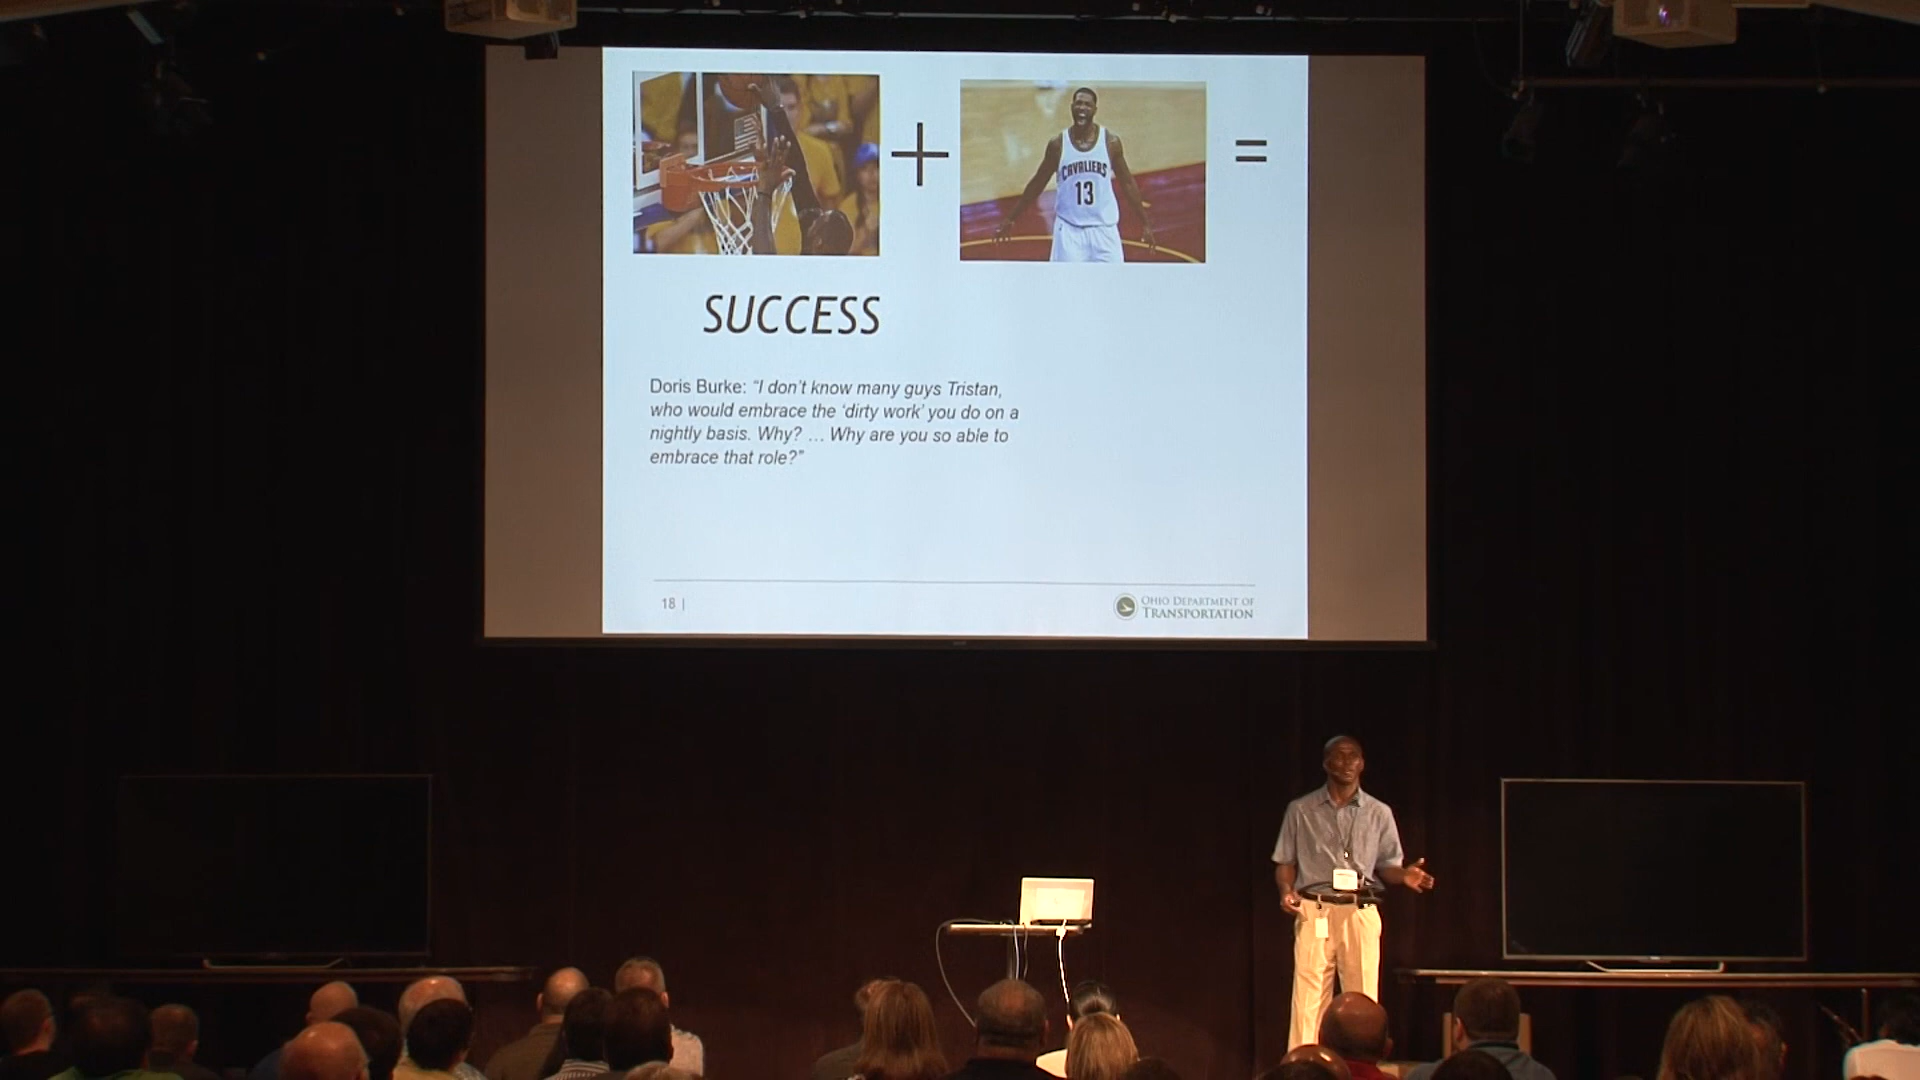 +
=
CAVALIERS
13
SUCCESS
Doris Burke: “I don’t know many guys Tristan,
who would embrace the ‘dirty work’ you do on a
nightly basis. Why? … Why are you so able to
embrace that role?”
18 |
OHIO DEPARTMENT OF
TRANSPORTATION